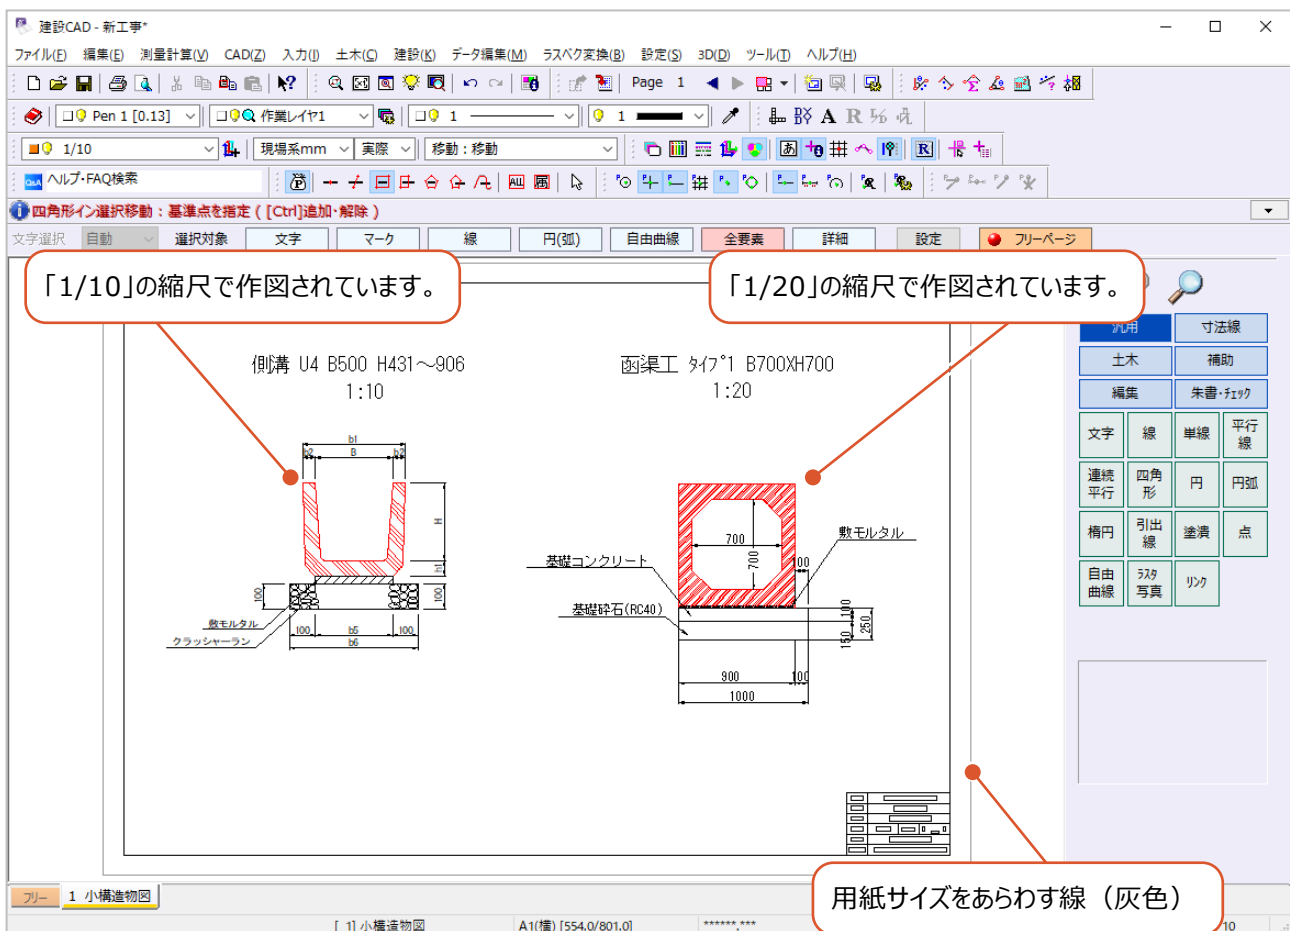 建設CAD - 新工事*
ファイル(F) 編集(E) 測量計算(V) CAD(Z) 入力(I) 土木(C) 建設(K) データ編集(M) ラスベク変換(B) 設定(S) 3D(D) ツール(T) ヘルプ(H)
Page 1
Pen 1 [0.13] 作業レイヤ1 1 1
1/10 現場系mm 実際 移動：移動
Q&A ヘルプ・FAQ検索
四角形イン選択移動：基準点を指定 ( [Ctrl]追加・解除 )
文字選択 自動 選択対象 文字 マーク 線 円(弧) 自由曲線 全要素 詳細 設定 フリーページ
「1/10」の縮尺で作図されています。
「1/20」の縮尺で作図されています。
汎用 寸法線
土木 補助
編集 朱書・ﾁｪｯｸ
文字 線 単線 平行線
連続平行 四角形 円 円弧
楕円 引出線 塗潰 点
自由曲線 ﾗｽﾀ写真 ﾘﾝｸ
側溝 U4 B500 H431～906
1:10
函渠工 ﾀｲﾌﾟ1 B700XH700
1:20
b1
b2 B b2
H
h1
100 100
敷モルタル
クラッシャーラン
100 b5 100
b6
700
700
敷モルタル
基礎コンクリート
100
基礎砕石(RC40)
100
150
250
900 100
1000
用紙サイズをあらわす線（灰色）
フリー 1 小構造物図
[ 1] 小構造物図 A1(横) [554.0/801.0] ******,*** 10